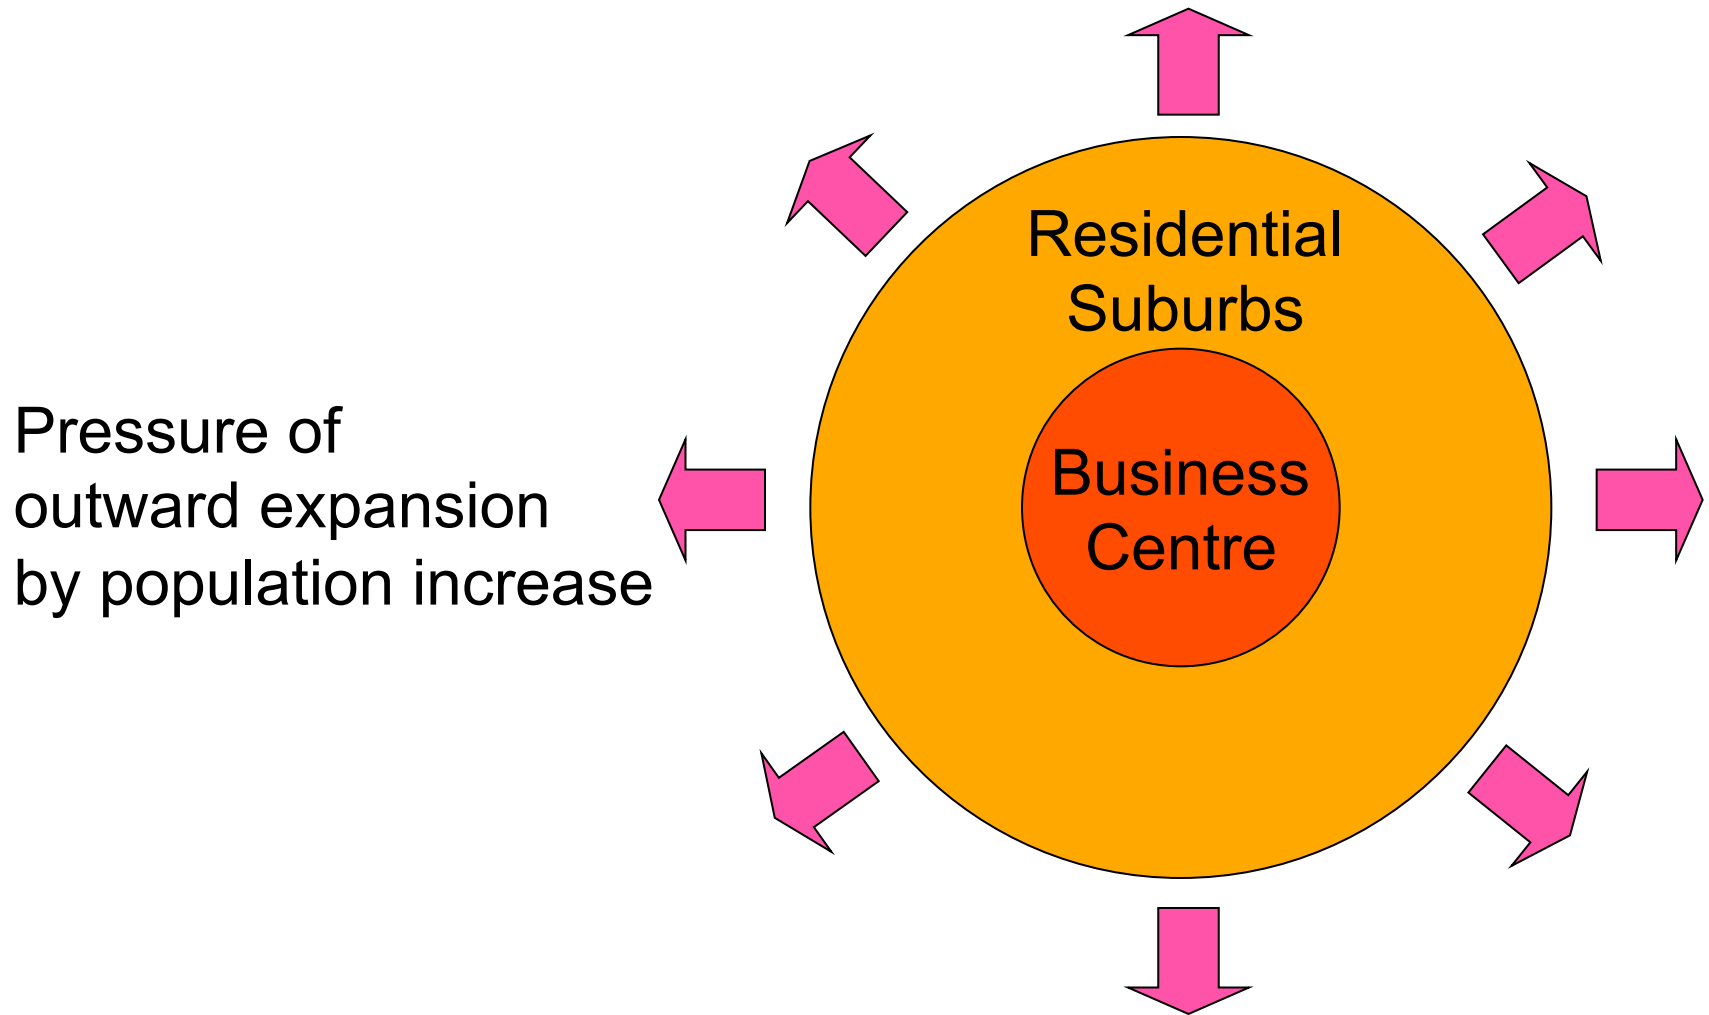 Residential
Suburbs
Business
Centre
Pressure of
outward expansion
by population increase